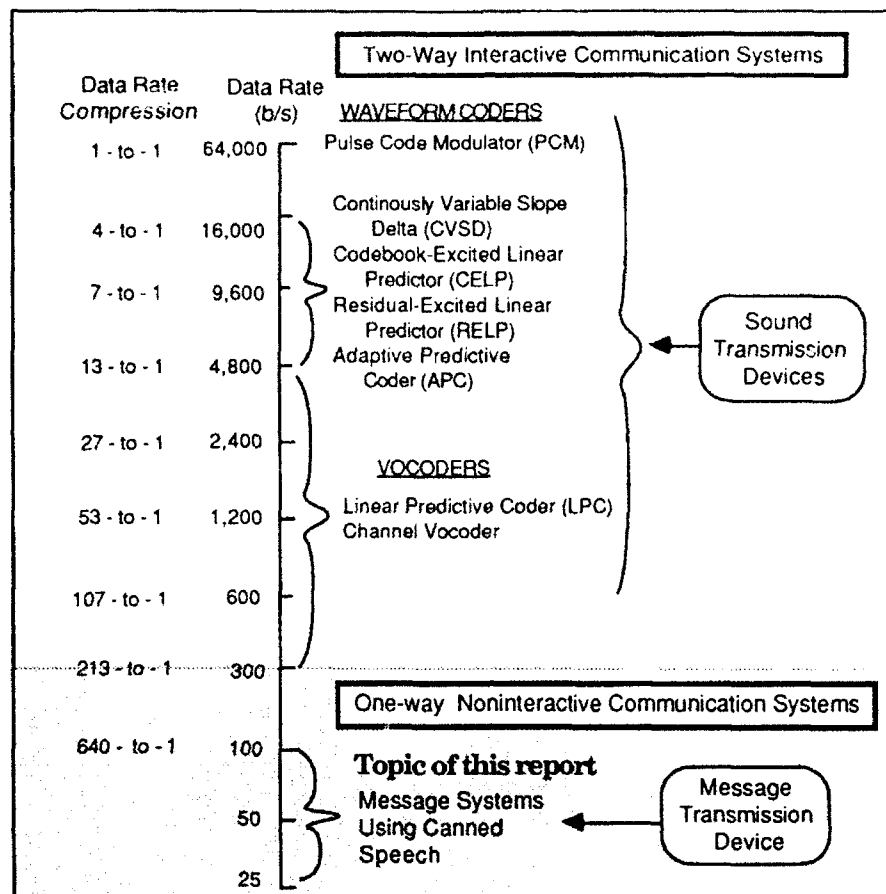 Two-Way Interactive Communication Systems
Data Rate
Compression
Data Rate
(b/s)
WAVEFORM CODERS
1 - to - 1 64,000 Pulse Code Modulator (PCM)
Continously Variable Slope
4 - to - 1 16,000 Delta (CVSD)
Codebook-Excited Linear
Predictor (CELP)
7 - to - 1 9,600
Residual-Excited Linear
Predictor (RELP)
13 - to - 1 4,800 Adaptive Predictive
Coder (APC)
Sound
Transmission
Devices
27 - to - 1 2,400
VOCODERS
Linear Predictive Coder (LPC)
53 - to - 1 1,200
Channel Vocoder
107 - to - 1 600
213 - to - 1 300
One-way Noninteractive Communication Systems
640 - to - 1 100
Topic of this report
Message Systems
50 Using Canned
Speech
25
Message
Transmission
Device